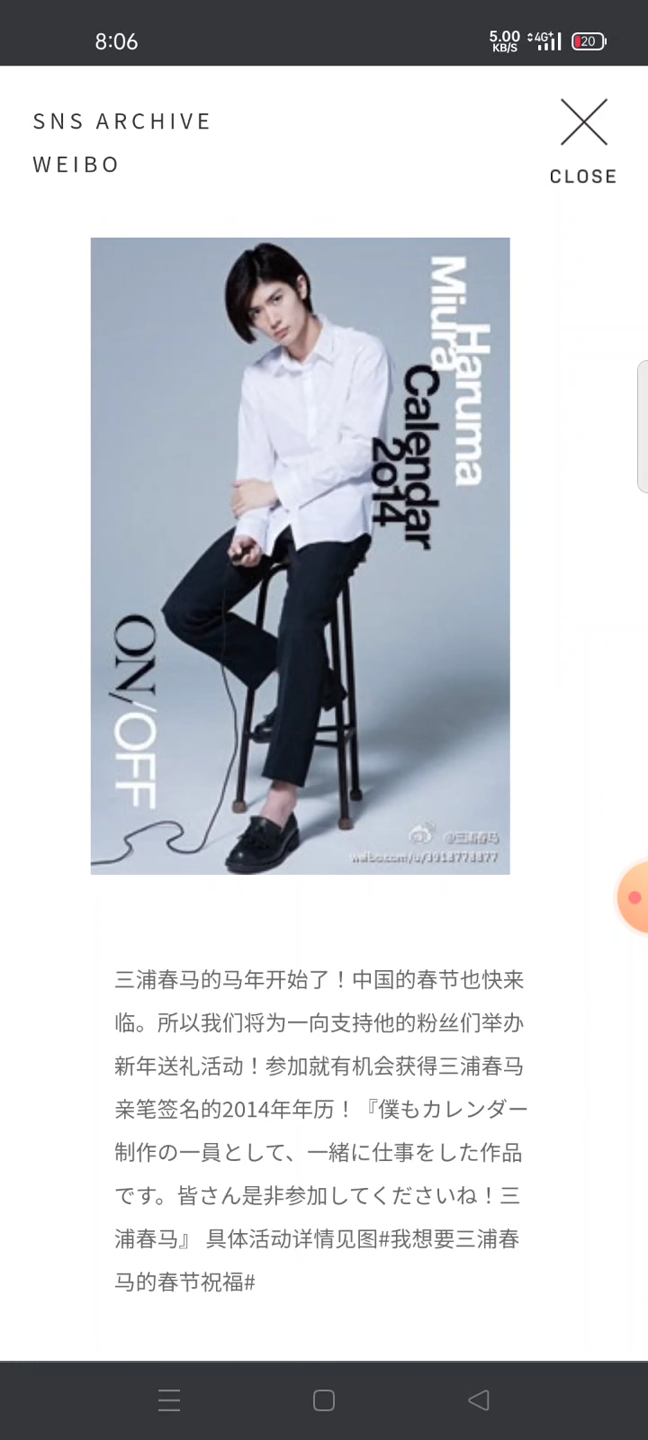 8:06
5.00
KB/S
4G+
20
SNS ARCHIVE
WEIBO
CLOSE
Miura
Haruma
Calendar
2014
ON/OFF
@三浦春马
weibo.com/u/3918778877
三浦春马的马年开始了！中国的春节也快来
临。所以我们将为一向支持他的粉丝们举办
新年送礼活动！参加就有机会获得三浦春马
亲笔签名的2014年年历！『僕もカレンダー
制作の一員として、一緒に仕事をした作品
です。皆さん是非参加してくださいね！三
浦春马』 具体活动详情见图#我想要三浦春
马的春节祝福#